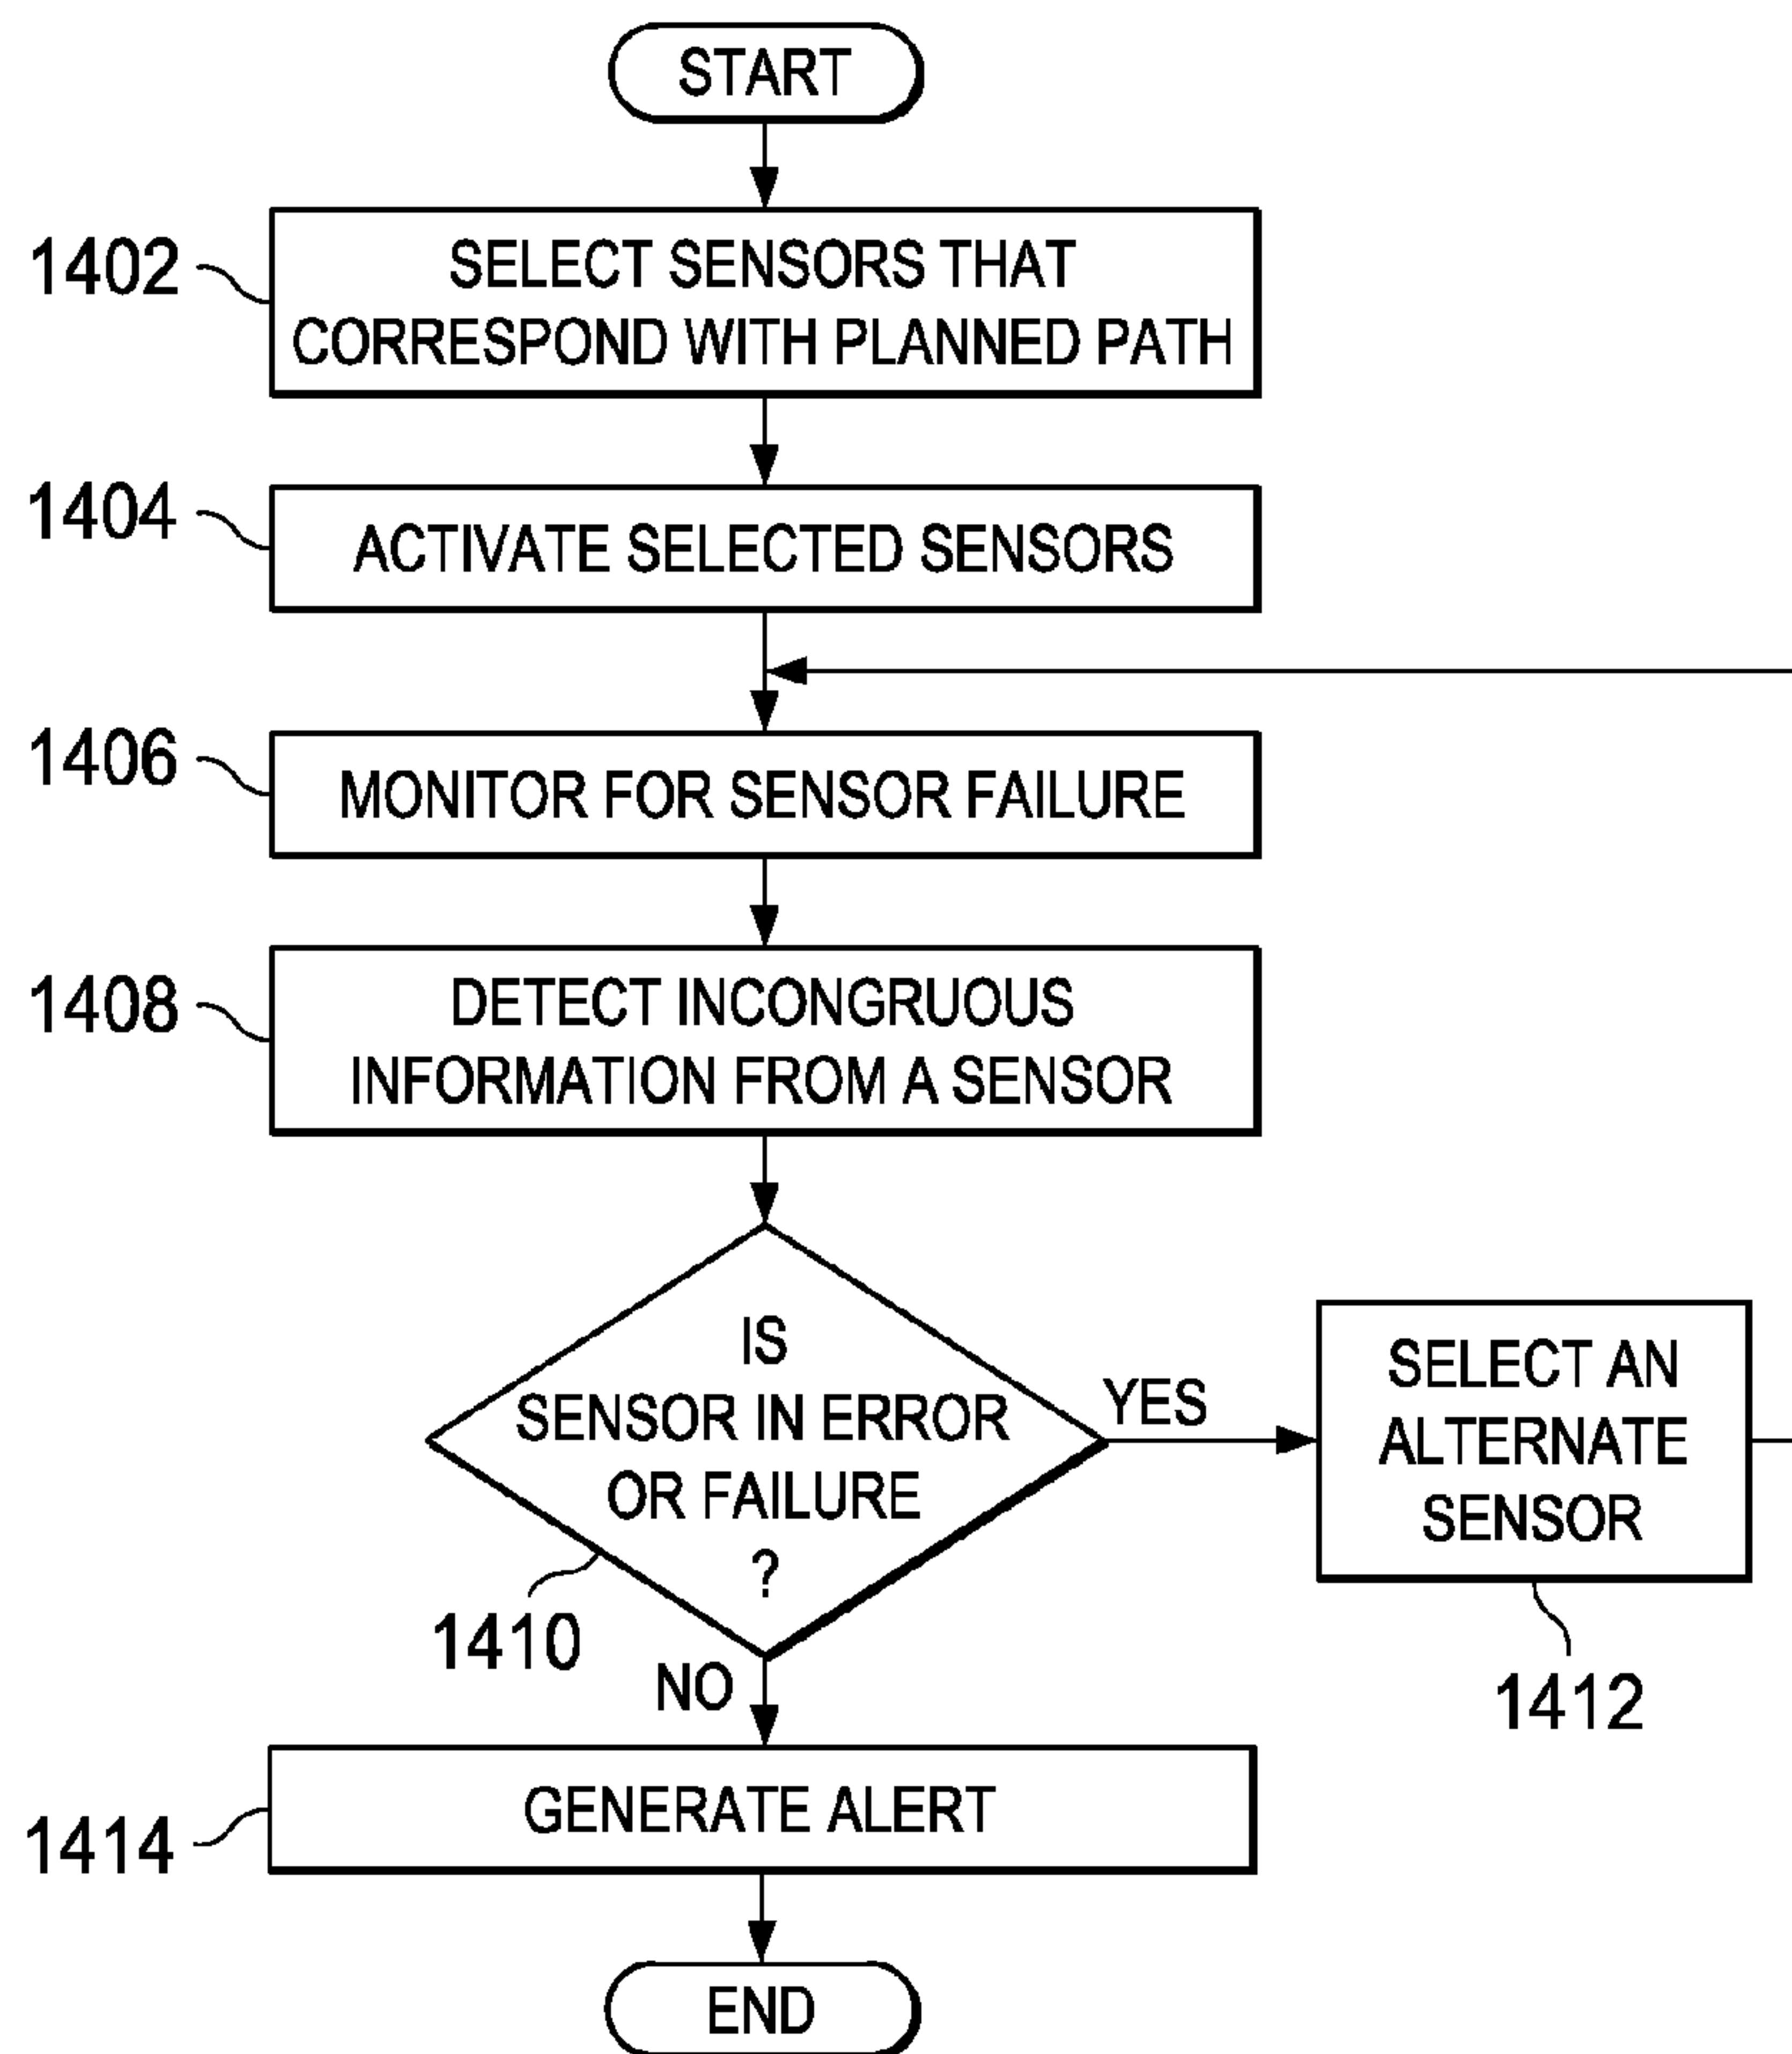 START
1402
SELECT SENSORS THAT
CORRESPOND WITH PLANNED PATH
1404
ACTIVATE SELECTED SENSORS
1406
MONITOR FOR SENSOR FAILURE
1408
DETECT INCONGRUOUS
INFORMATION FROM A SENSOR
IS
SENSOR IN ERROR
OR FAILURE
?
1410
YES
SELECT AN
ALTERNATE
SENSOR
1412
NO
1414
GENERATE ALERT
END